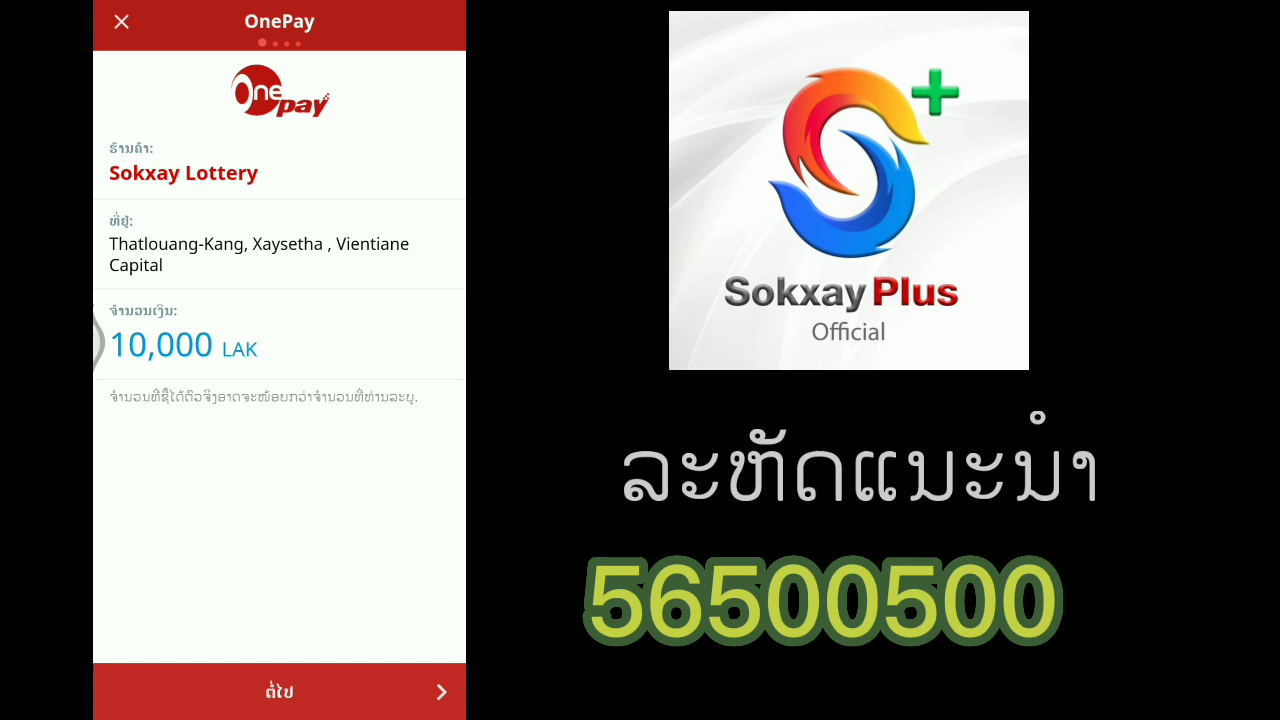 OnePay
One
pay
ຮ້ານຄ້າ:
Sokxay Lottery
ທີ່ຢູ່:
Thatlouang-Kang, Xaysetha , Vientiane
Capital
ຈຳນວນເງິນ:
10,000 LAK
ຈຳນວນທີ່ຊື້ໄດ້ຕົວຈິງອາດຈະໜ້ອຍກວ່າຈຳນວນທີ່ທ່ານລະບຸ.
ຕໍ່ໄປ
Sokxay Plus
Official
ລະຫັດແນະນຳ
56500500